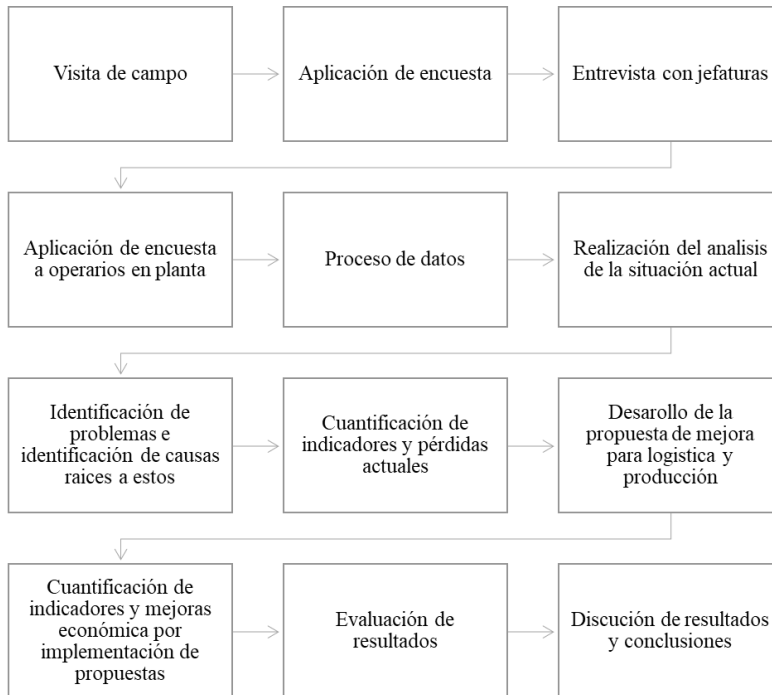 Visita de campo
Aplicación de encuesta
Entrevista con jefaturas
Aplicación de encuesta
a operarios en planta
Proceso de datos
Realización del analisis
de la situación actual
Identificación de
problemas e
identificación de causas
raices a estos
Cuantificación de
indicadores y pérdidas
actuales
Desarollo de la
propuesta de mejora
para logistica y
producción
Cuantificación de
indicadores y mejoras
económica por
implementación de
propuestas
Evaluación de
resultados
Discución de resultados
y conclusiones